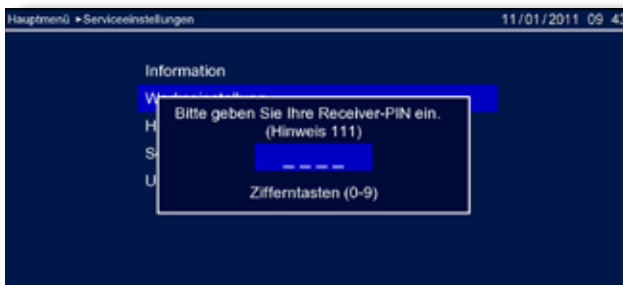 Hauptmenü ▸Serviceeinstellungen 11/01/2011 09 43
Information
Bitte geben Sie Ihre Receiver-PIN ein.
(Hinweis 111)
_ _ _ _
Zifferntasten (0-9)